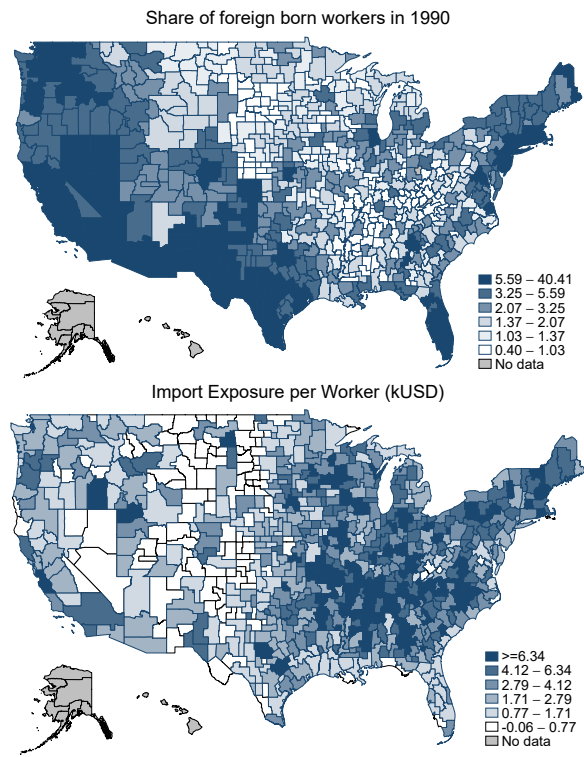 Share of foreign born workers in 1990
5.59 – 40.41
3.25 – 5.59
2.07 – 3.25
1.37 – 2.07
1.03 – 1.37
0.40 – 1.03
No data
Import Exposure per Worker (kUSD)
>=6.34
4.12 – 6.34
2.79 – 4.12
1.71 – 2.79
0.77 – 1.71
-0.06 – 0.77
No data